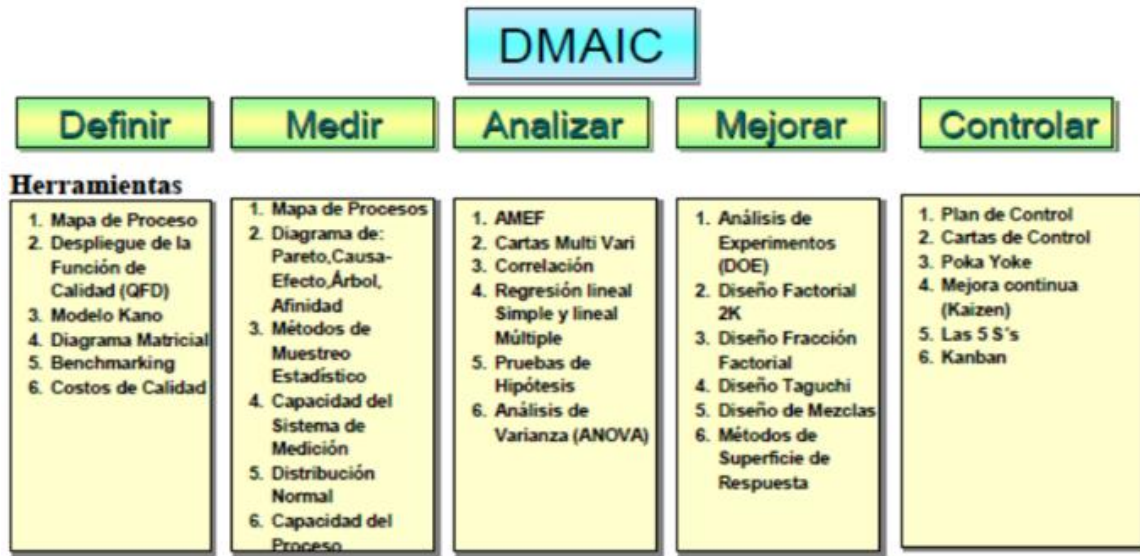 DMAIC
Definir
Medir
Analizar
Mejorar
Controlar
Herramientas
1. Mapa de Proceso
2. Despliegue de la
Función de
Calidad (QFD)
3. Modelo Kano
4. Diagrama Matricial
5. Benchmarking
6. Costos de Calidad
1. Mapa de Procesos
2. Diagrama de:
Pareto,Causa-
Efecto,Árbol,
Afinidad
3. Métodos de
Muestreo
Estadístico
4. Capacidad del
Sistema de
Medición
5. Distribución
Normal
6. Capacidad del
Proceso
1. AMEF
2. Cartas Multi Vari
3. Correlación
4. Regresión lineal
Simple y lineal
Múltiple
5. Pruebas de
Hipótesis
6. Análisis de
Varianza (ANOVA)
1. Análisis de
Experimentos
(DOE)
2. Diseño Factorial
2K
3. Diseño Fracción
Factorial
4. Diseño Taguchi
5. Diseño de Mezclas
6. Métodos de
Superficie de
Respuesta
1. Plan de Control
2. Cartas de Control
3. Poka Yoke
4. Mejora continua
(Kaizen)
5. Las 5 S's
6. Kanban